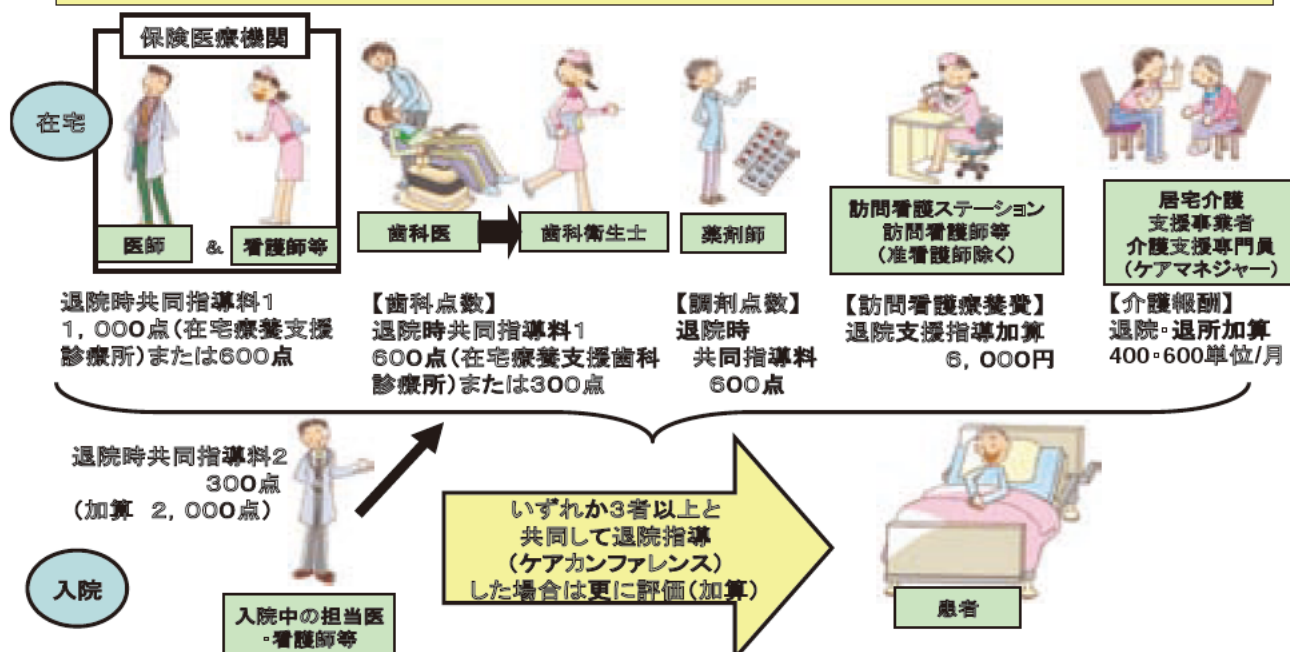 保険医療機関
在宅
医師 & 看護師等
歯科医
歯科衛生士
薬剤師
訪問看護ステーション
訪問看護師等
(准看護師除く)
居宅介護
支援事業者
介護支援専門員
(ケアマネジャー)
退院時共同指導料1
1,000点(在宅療養支援
診療所)または600点
【歯科点数】
退院時共同指導料1
600点(在宅療養支援歯科
診療所)または300点
【調剤点数】
退院時
共同指導料
600点
【訪問看護療養費】
退院支援指導加算
6,000円
【介護報酬】
退院・退所加算
400・600単位/月
退院時共同指導料2
300点
(加算 2,000点)
いずれか3者以上と
共同して退院指導
(ケアカンファレンス)
した場合は更に評価(加算)
入院
入院中の担当医
・看護師等
患者